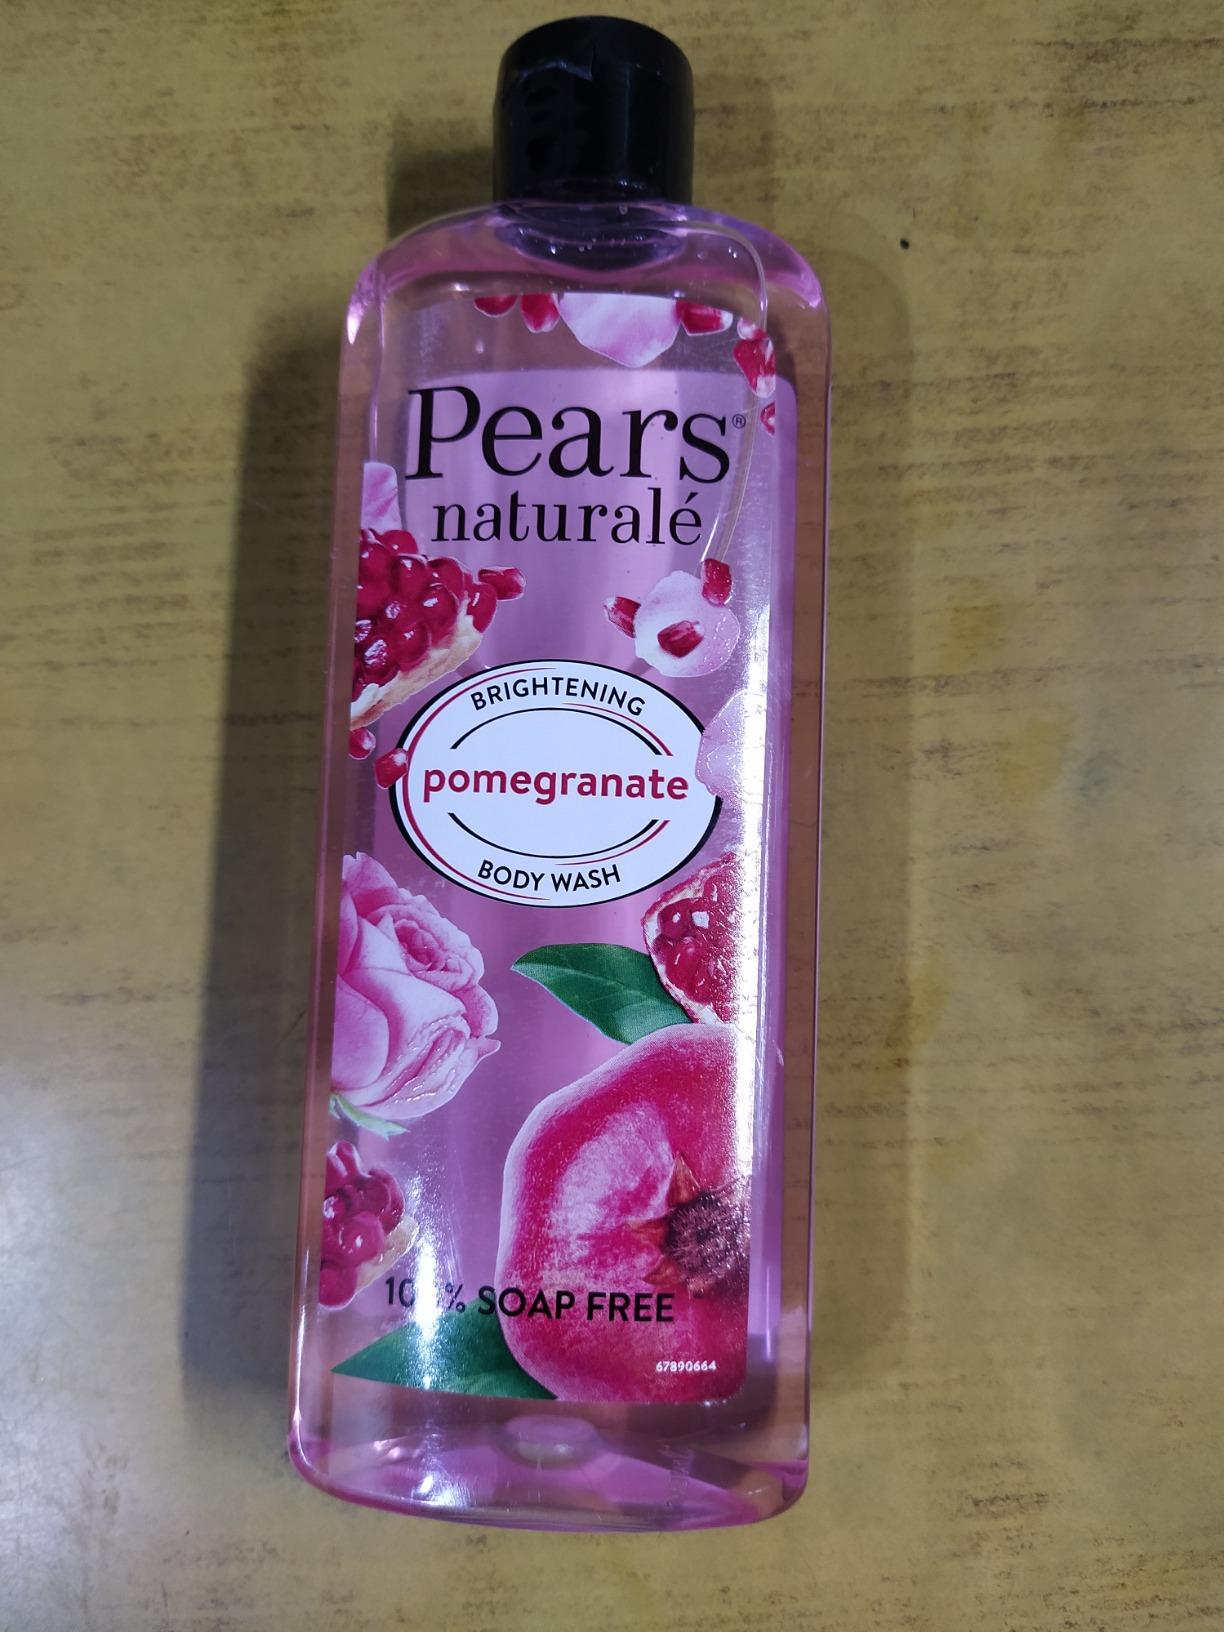 Pears®
naturalé
BRIGHTENING
pomegranate
BODY WASH
SOAP FREE
67890664